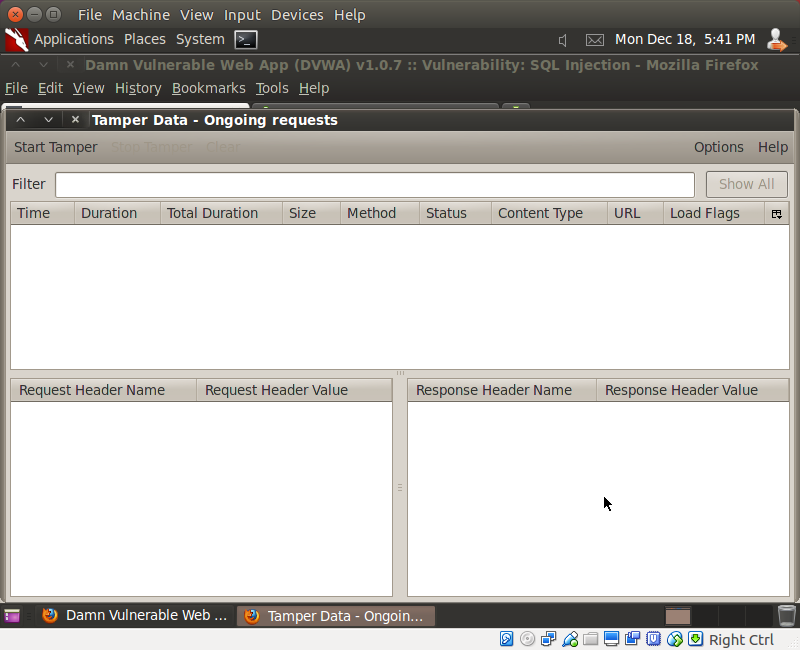 File Machine View Input Devices Help
Applications Places System Mon Dec 18, 5:41 PM
Damn Vulnerable Web App (DVWA) v1.0.7 :: Vulnerability: SQL Injection - Mozilla Firefox
File Edit View History Bookmarks Tools Help
Tamper Data - Ongoing requests
Start Tamper Stop Tamper Clear Options Help
Filter Show All
Time Duration Total Duration Size Method Status Content Type URL Load Flags
Request Header Name Request Header Value Response Header Name Response Header Value
Damn Vulnerable Web ... Tamper Data - Ongoin...
Right Ctrl